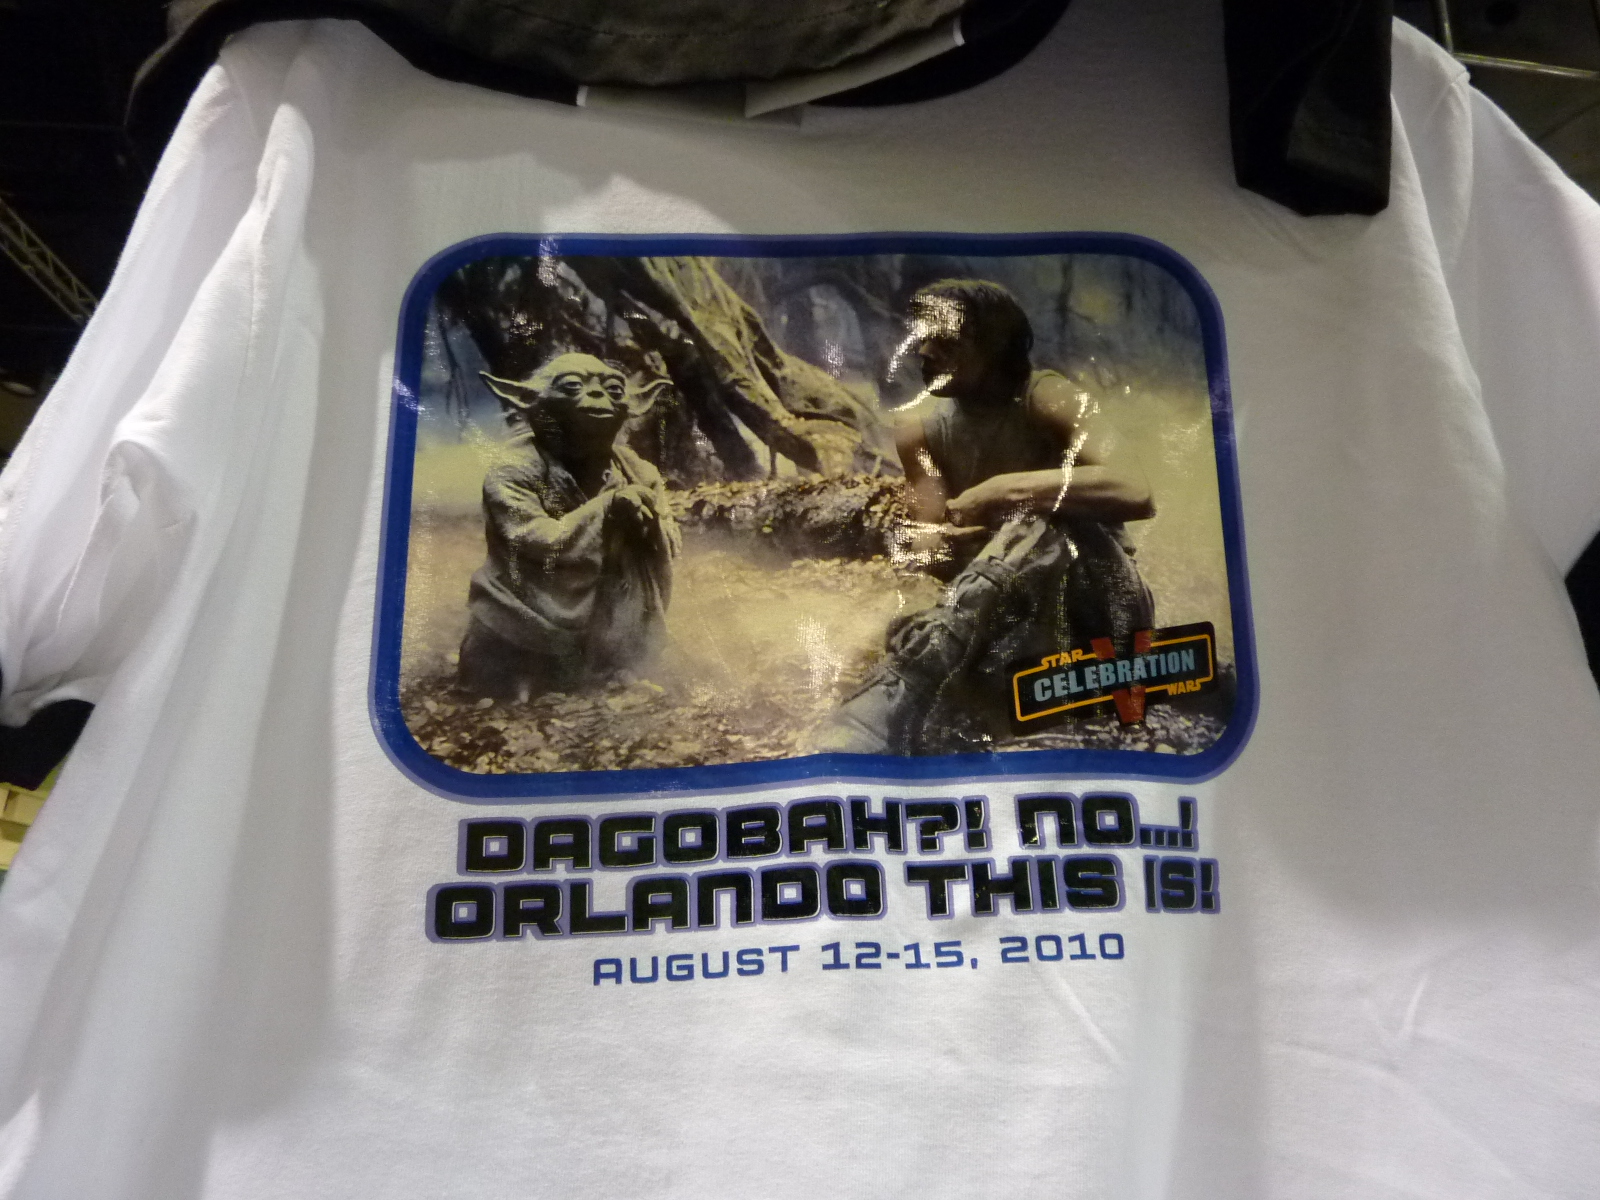 STAR
CELEBRATION V
WARS
DAGOBAH?! NO...!
ORLANDO THIS IS!
AUGUST 12-15, 2010